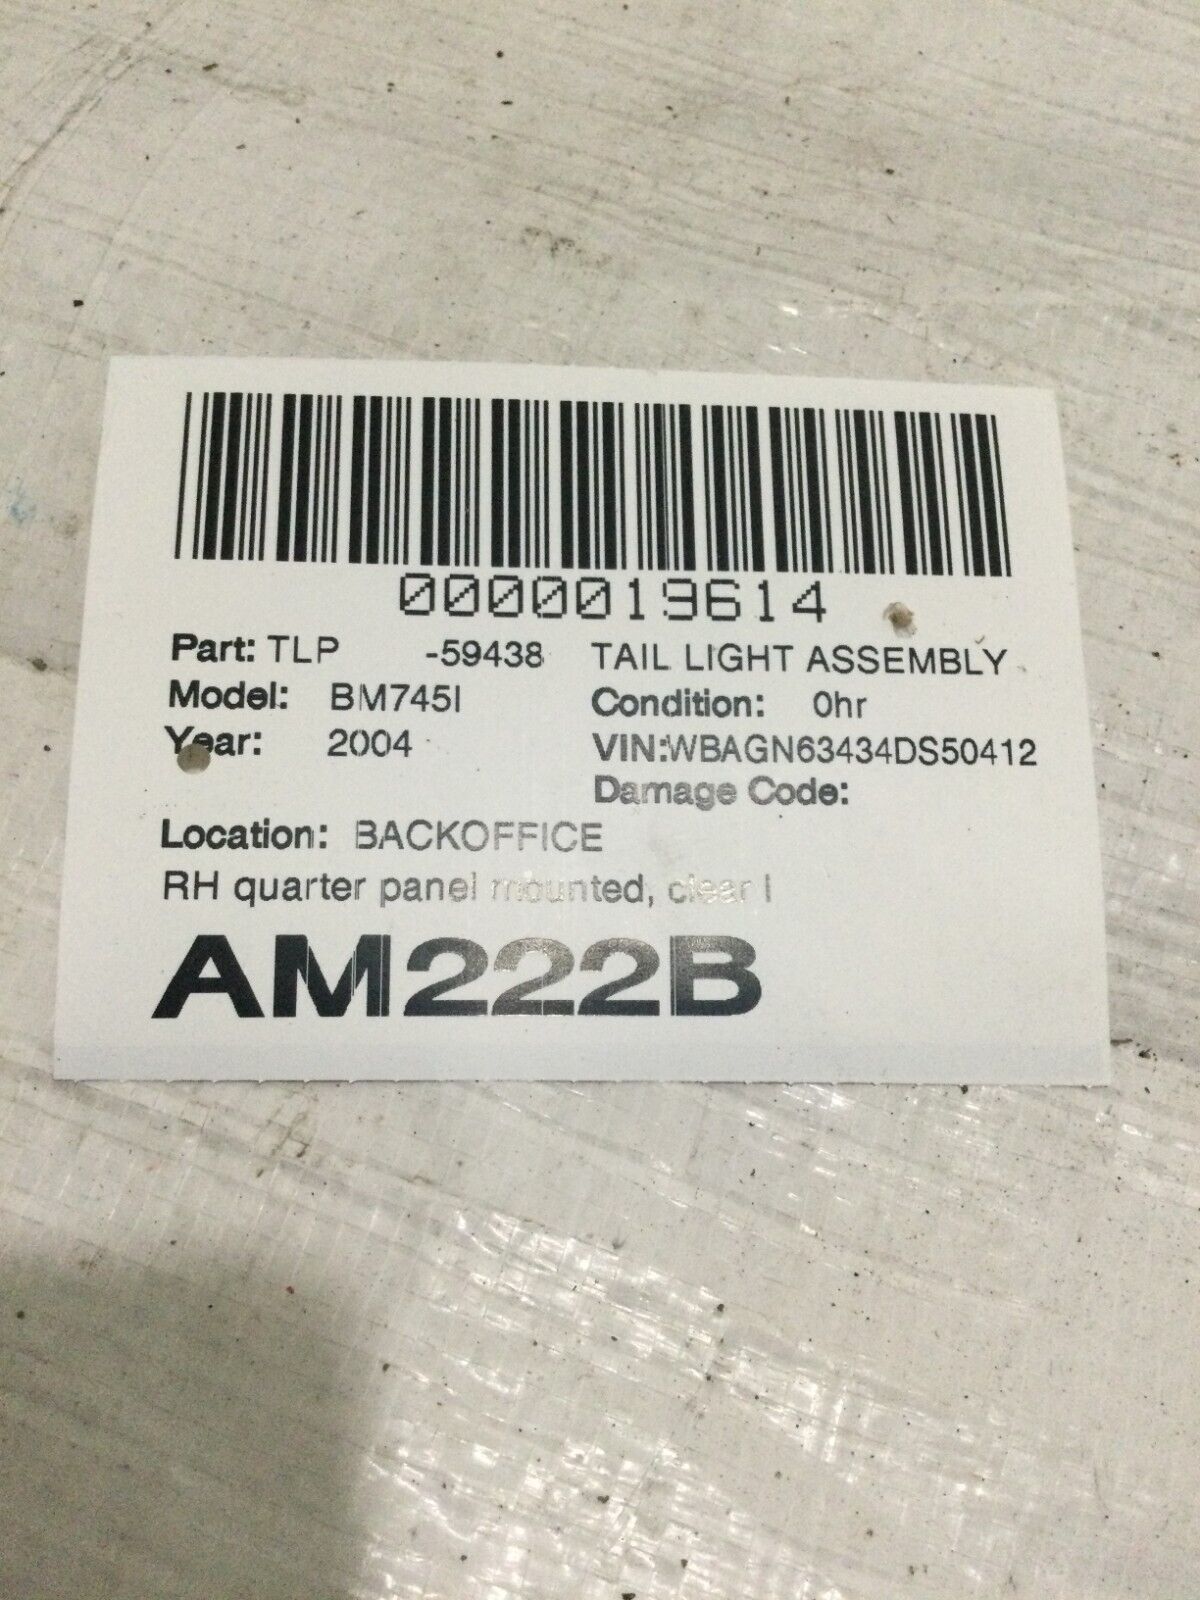 0000019614
Part: TLP -59438 TAIL LIGHT ASSEMBLY
Model: BM745I Condition: 0hr
Year: 2004 VIN:WBAGN63434DS50412
Damage Code:
Location: BACKOFFICE
RH quarter panel mounted, clear l
AM222B